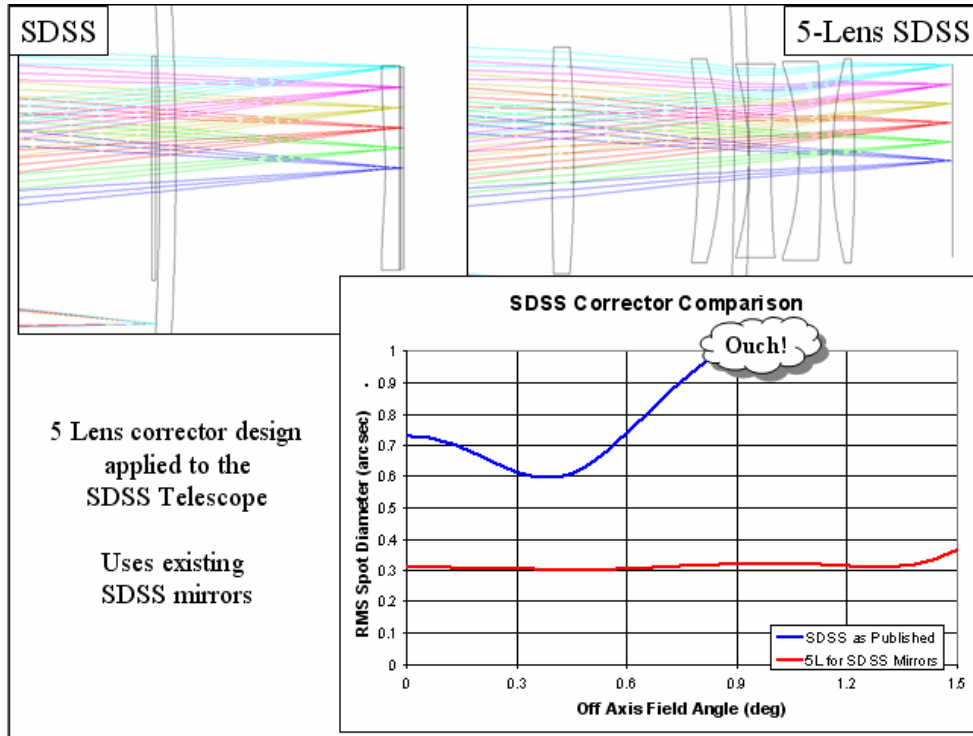 SDSS
5-Lens SDSS
5 Lens corrector design
applied to the
SDSS Telescope
Uses existing
SDSS mirrors
SDSS Corrector Comparison
Ouch!
RMS Spot Diameter (arc sec)
1
0.9
0.8
0.7
0.6
0.5
0.4
0.3
0.2
0.1
0
0
0.3
0.6
0.9
1.2
1.5
Off Axis Field Angle (deg)
SDSS as Published
5L for SDSS Mirrors